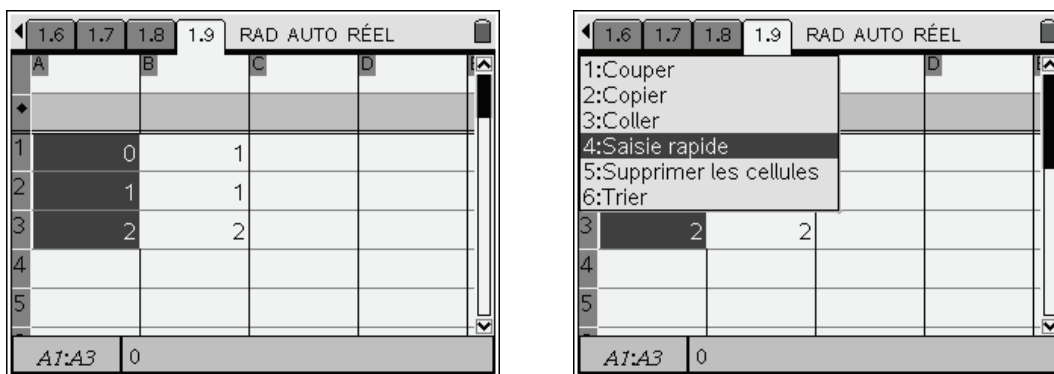 1.6 1.7 1.8 1.9 RAD AUTO RÉEL
A B C D E
◆
1 0 1
2 1 1
3 2 2
4
5
A1:A3 0
1.6 1.7 1.8 1.9 RAD AUTO RÉEL
D E
1:Couper
2:Copier
3:Coller
4:Saisie rapide
5:Supprimer les cellules
6:Trier
3 2 2
4
5
A1:A3 0